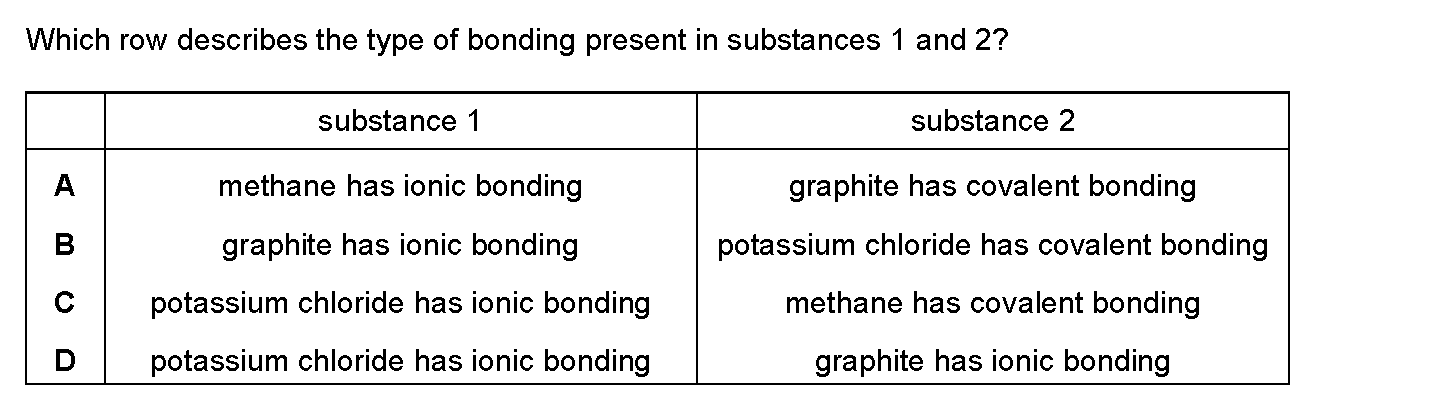 Which row describes the type of bonding present in substances 1 and 2?
substance 1 substance 2
A methane has ionic bonding graphite has covalent bonding
B graphite has ionic bonding potassium chloride has covalent bonding
C potassium chloride has ionic bonding methane has covalent bonding
D potassium chloride has ionic bonding graphite has ionic bonding